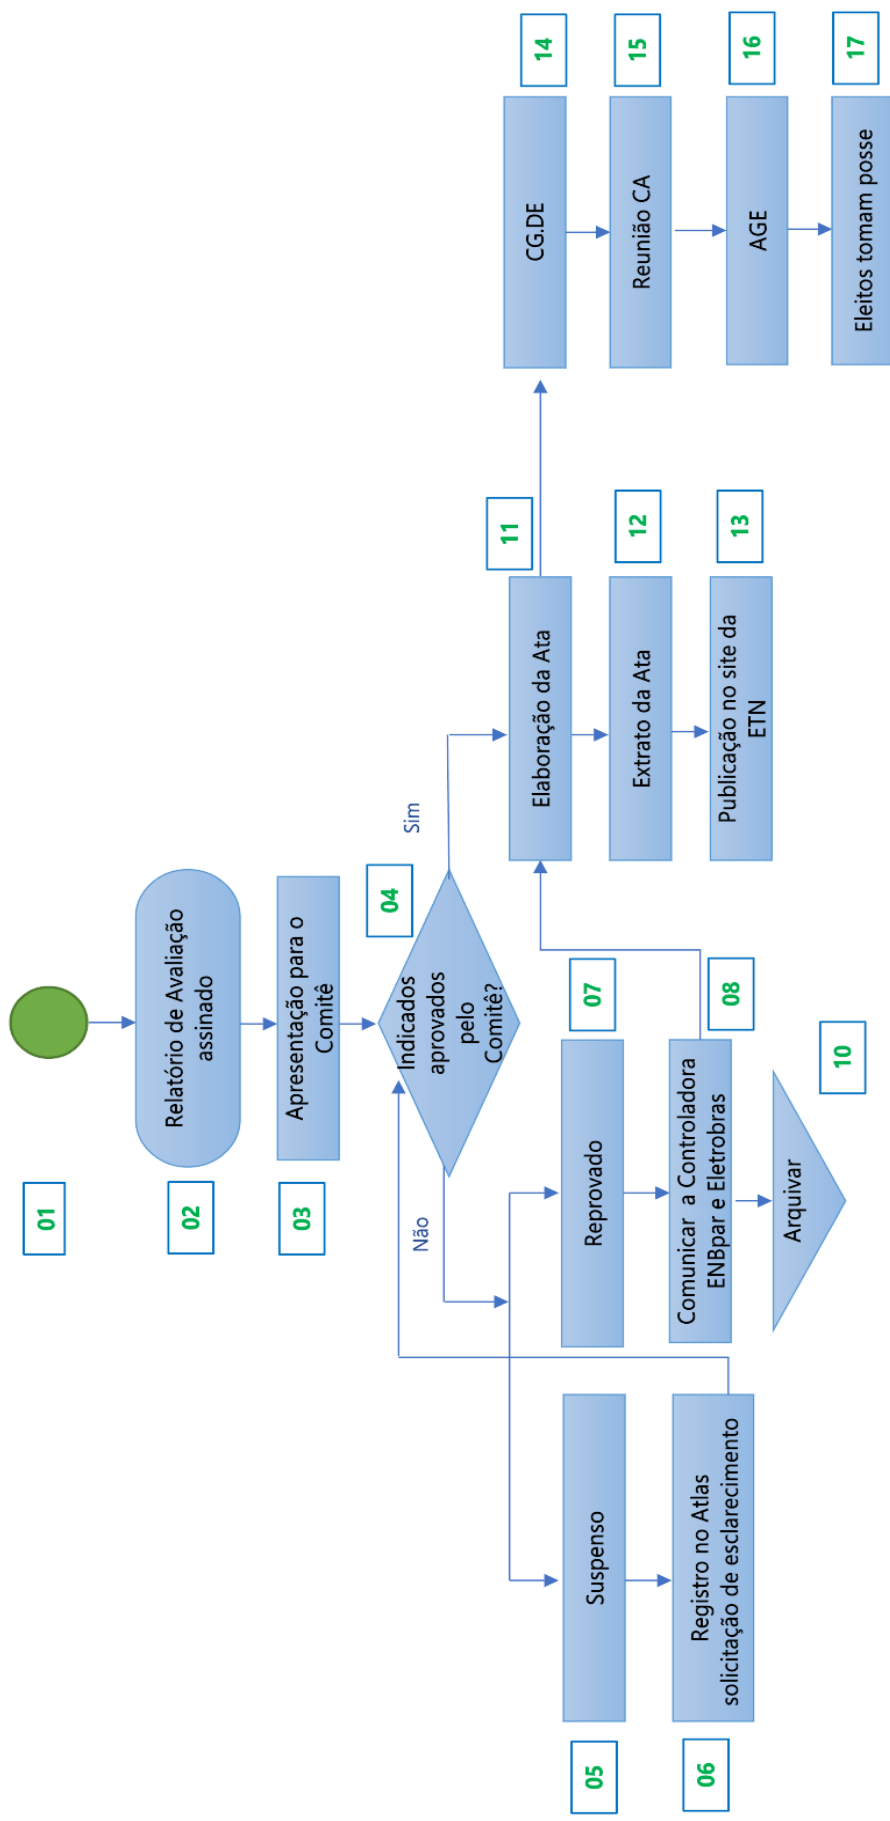 01
02
Relatório de Avaliação
assinado
03
Apresentação para o
Comitê
04
Indicados
aprovados
pelo
Comitê?
Não
Sim
05
Suspenso
06
Registro no Atlas
solicitação de esclarecimento
07
Reprovado
08
Comunicar a Controladora
ENBpar e Eletrobras
10
Arquivar
11
Elaboração da Ata
12
Extrato da Ata
13
Publicação no site da
ETN
14
CG.DE
15
Reunião CA
16
AGE
17
Eleitos tomam posse